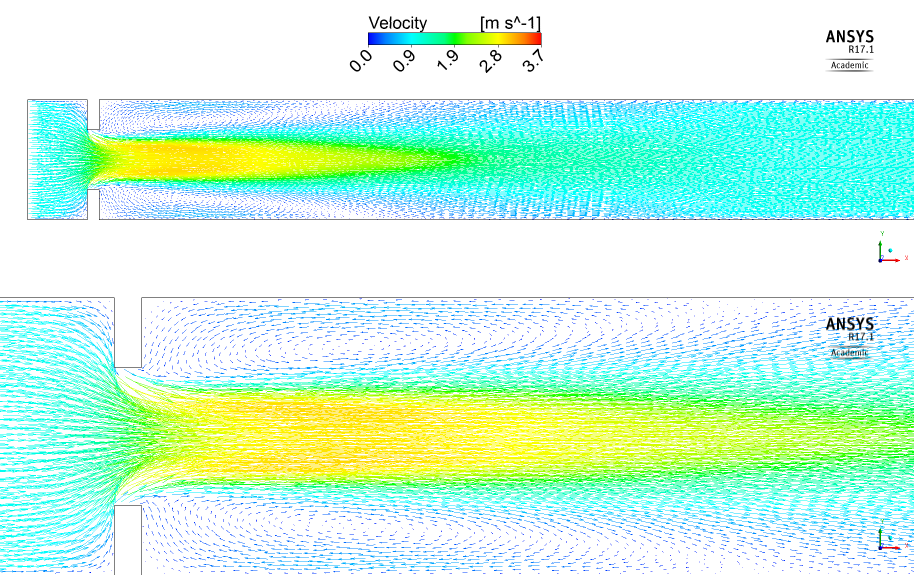 Velocity [m s^-1]
0.0 0.9 1.9 2.8 3.7
ANSYS
R17.1
Academic
Y
X
ANSYS
R17.1
Academic